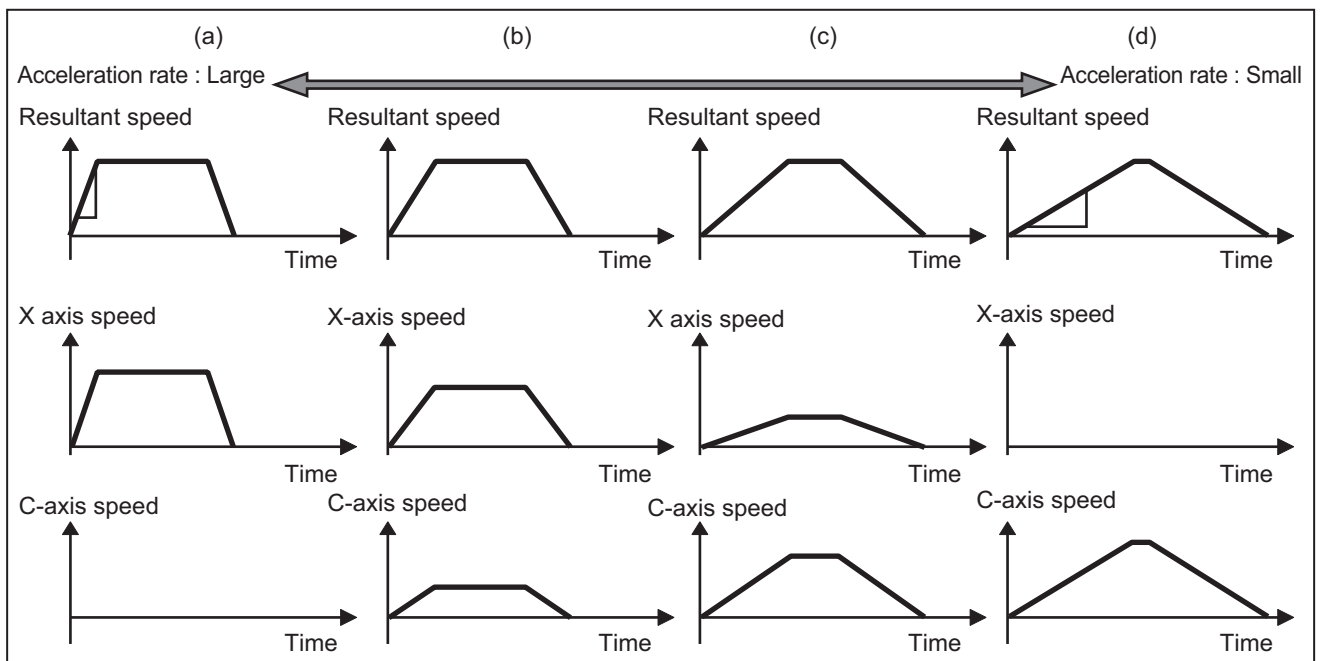 (a) (b) (c) (d)
Acceleration rate : Large Acceleration rate : Small
Resultant speed Resultant speed Resultant speed Resultant speed
Time Time Time Time
X axis speed X-axis speed X axis speed X-axis speed
Time Time Time Time
C-axis speed C-axis speed C-axis speed C-axis speed
Time Time Time Time